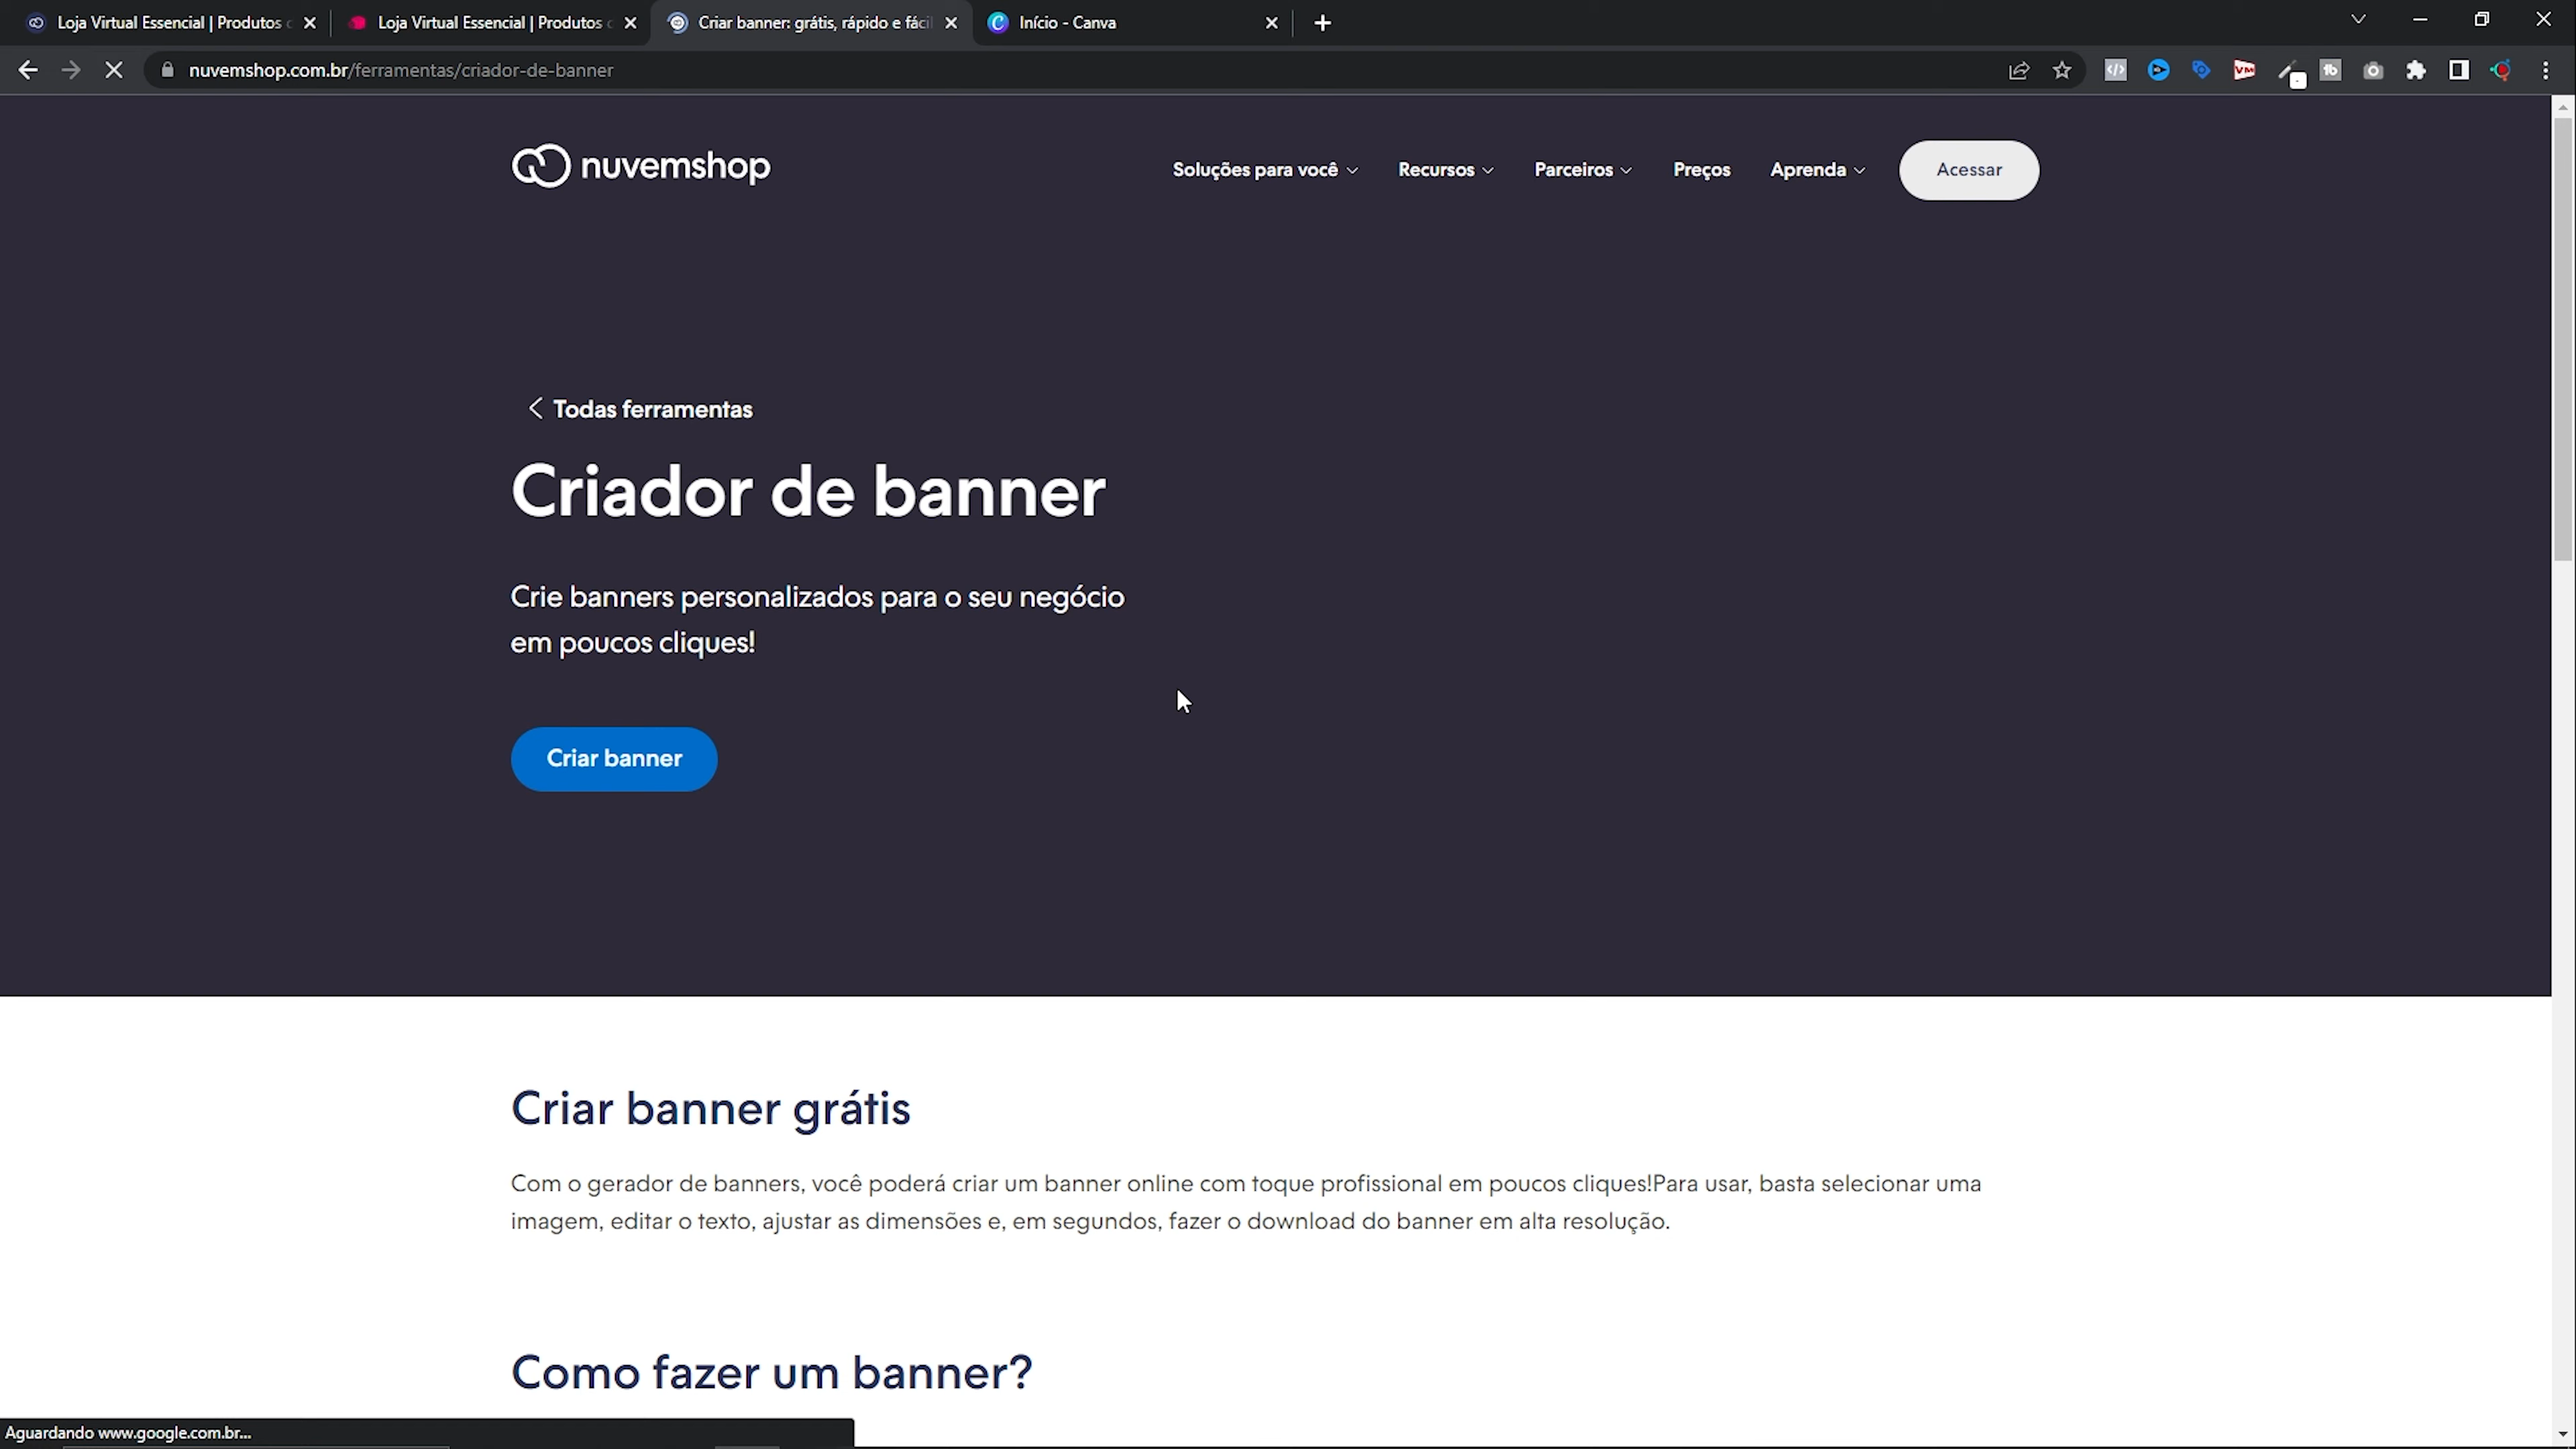 Loja Virtual Essencial | Produtos
Loja Virtual Essencial | Produtos
Criar banner: grátis, rápido e fácil
Início - Canva
nuvemshop.com.br/ferramentas/criador-de-banner
nuvemshop
Soluções para você
Recursos
Parceiros
Preços
Aprenda
Acessar
Todas ferramentas
Criador de banner
Crie banners personalizados para o seu negócio
em poucos cliques!
Criar banner
Criar banner grátis
Com o gerador de banners, você poderá criar um banner online com toque profissional em poucos cliques!Para usar, basta selecionar uma
imagem, editar o texto, ajustar as dimensões e, em segundos, fazer o download do banner em alta resolução.
Como fazer um banner?
Aguardando www.google.com.br...